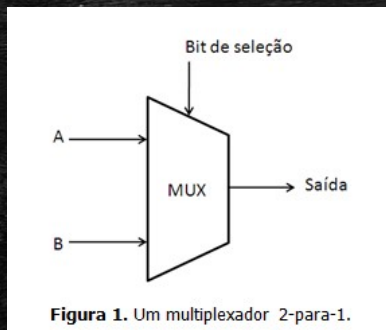 Bit de seleção
A
MUX
Saída
B
Figura 1. Um multiplexador 2-para-1.